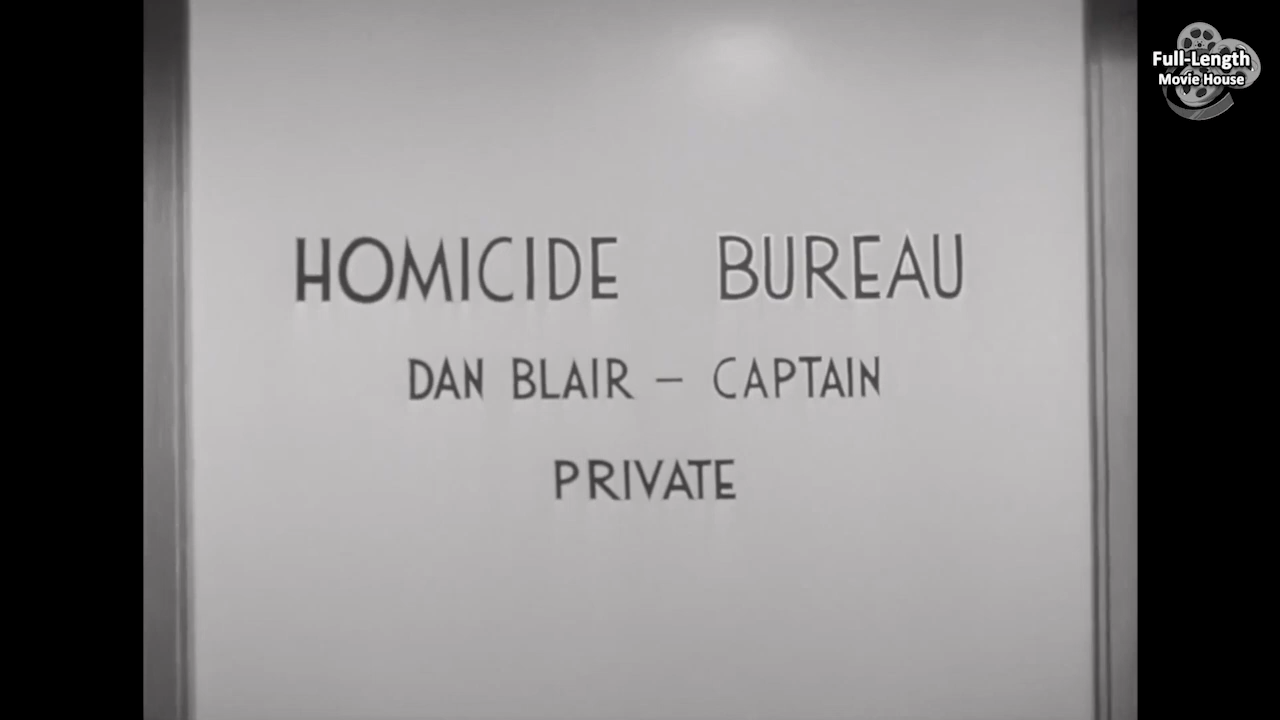 Full-Length
Movie House
HOMICIDE BUREAU
DAN BLAIR – CAPTAIN
PRIVATE